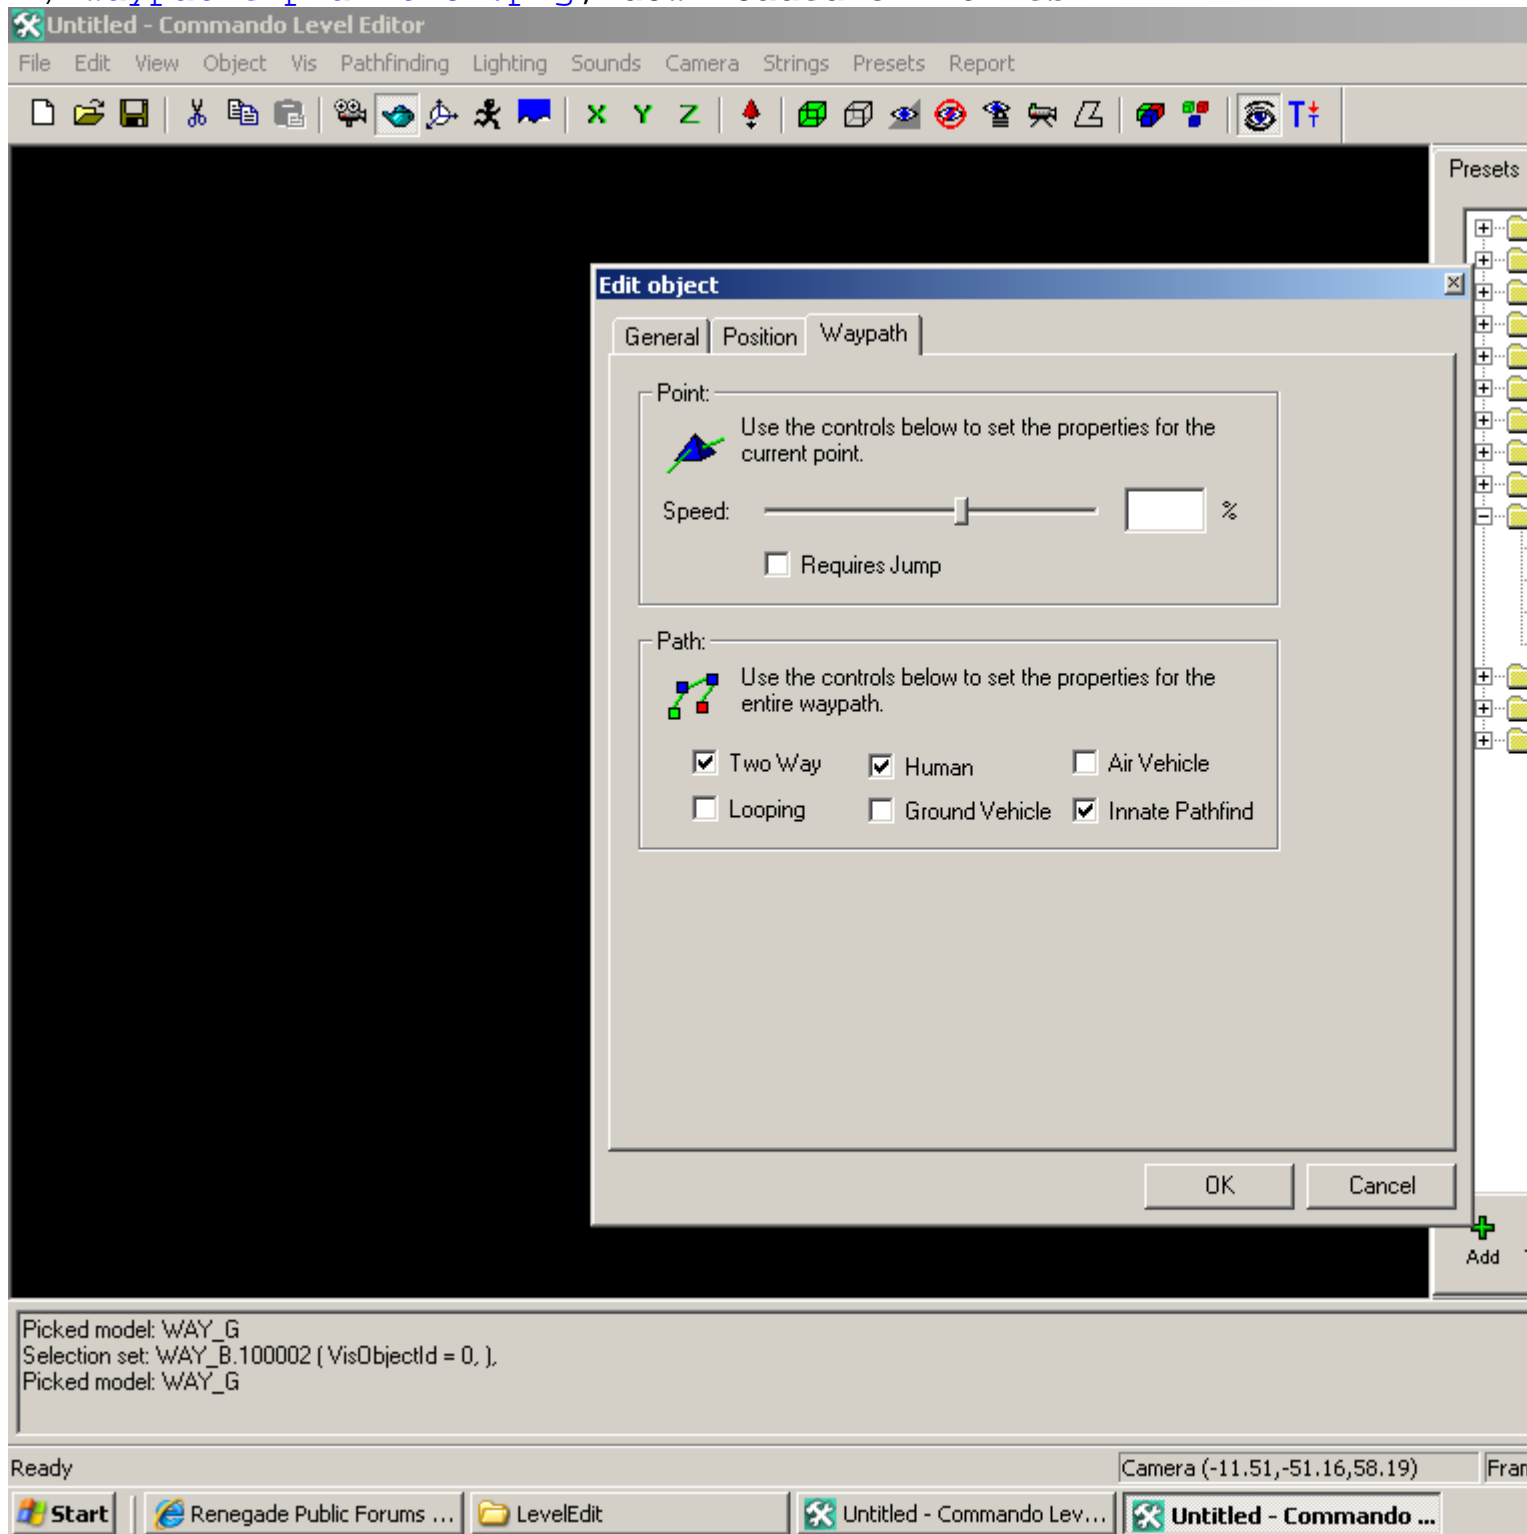 Untitled - Commando Level Editor
File Edit View Object Vis Pathfinding Lighting Sounds Camera Strings Presets Report
X Y Z T
Presets
Edit object
General Position Waypath
Point:
Use the controls below to set the properties for the
current point.
Speed: %
Requires Jump
Path:
Use the controls below to set the properties for the
entire waypath.
Two Way Human Air Vehicle
Looping Ground Vehicle Innate Pathfind
OK Cancel
Add
Picked model: WAY_G
Selection set: WAY_B.100002 ( VisObjectId = 0, ),
Picked model: WAY_G
Ready Camera (-11.51,-51.16,58.19) Fran
Start Renegade Public Forums ... LevelEdit Untitled - Commando Lev... Untitled - Commando ...